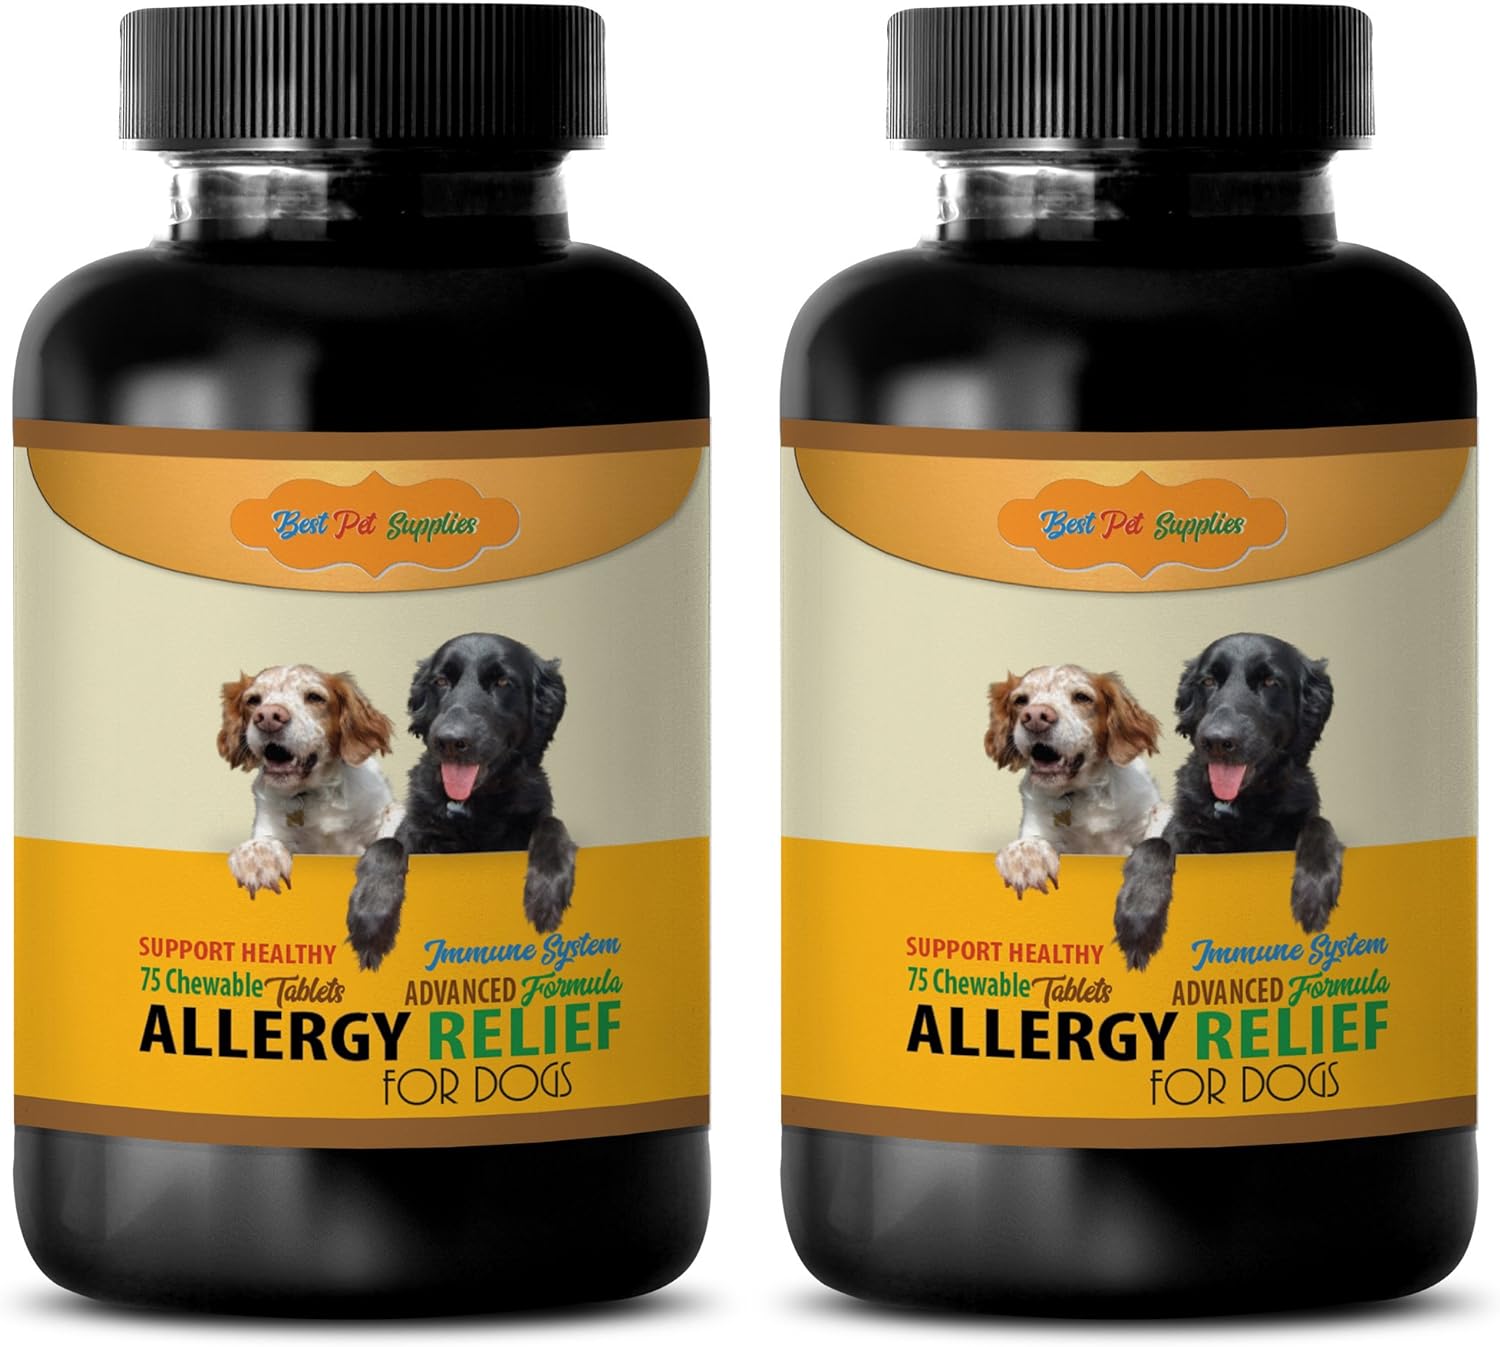 Best Pet Supplies
SUPPORT HEALTHY Immune System
75 Chewable Tablets ADVANCED Formula
ALLERGY RELIEF
FOR DOGS
Best Pet Supplies
SUPPORT HEALTHY Immune System
75 Chewable Tablets ADVANCED Formula
ALLERGY RELIEF
FOR DOGS